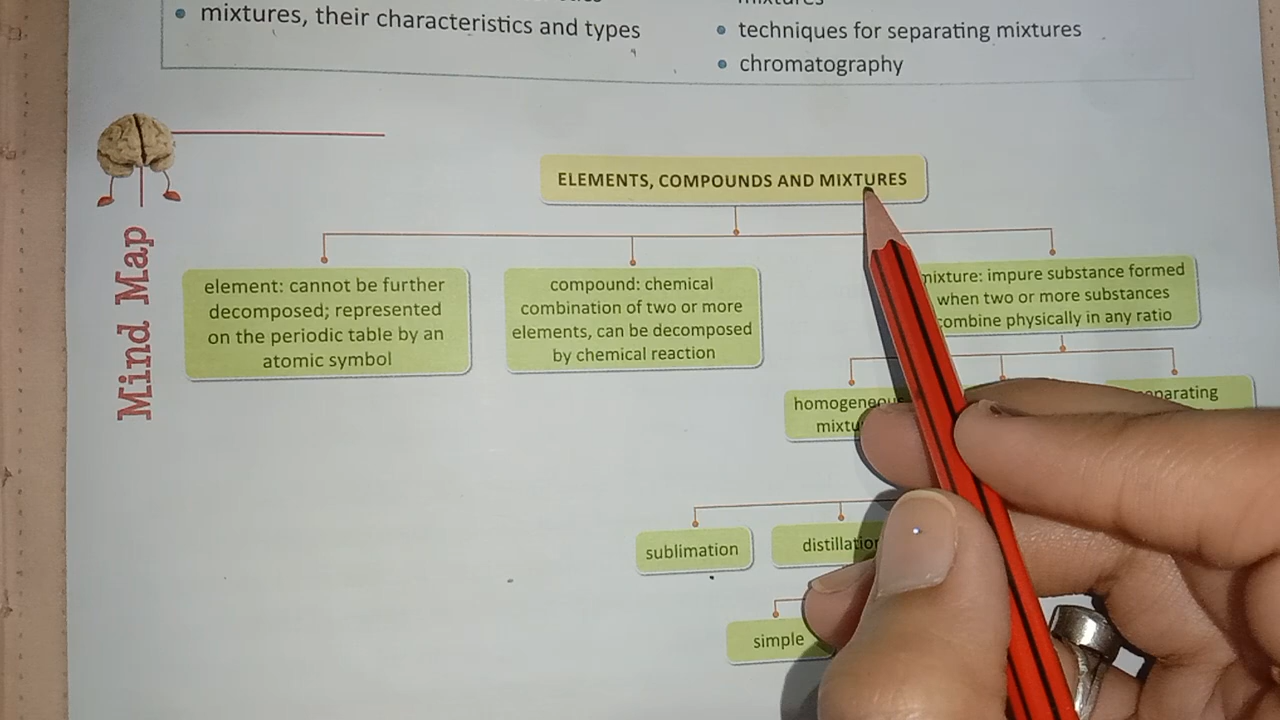 mixtures, their characteristics and types
techniques for separating mixtures
chromatography
Mind Map
ELEMENTS, COMPOUNDS AND MIXTURES
element: cannot be further
decomposed; represented
on the periodic table by an
atomic symbol
compound: chemical
combination of two or more
elements, can be decomposed
by chemical reaction
mixture: impure substance formed
when two or more substances
combine physically in any ratio
homogeneous
sublimation
distillation
simple